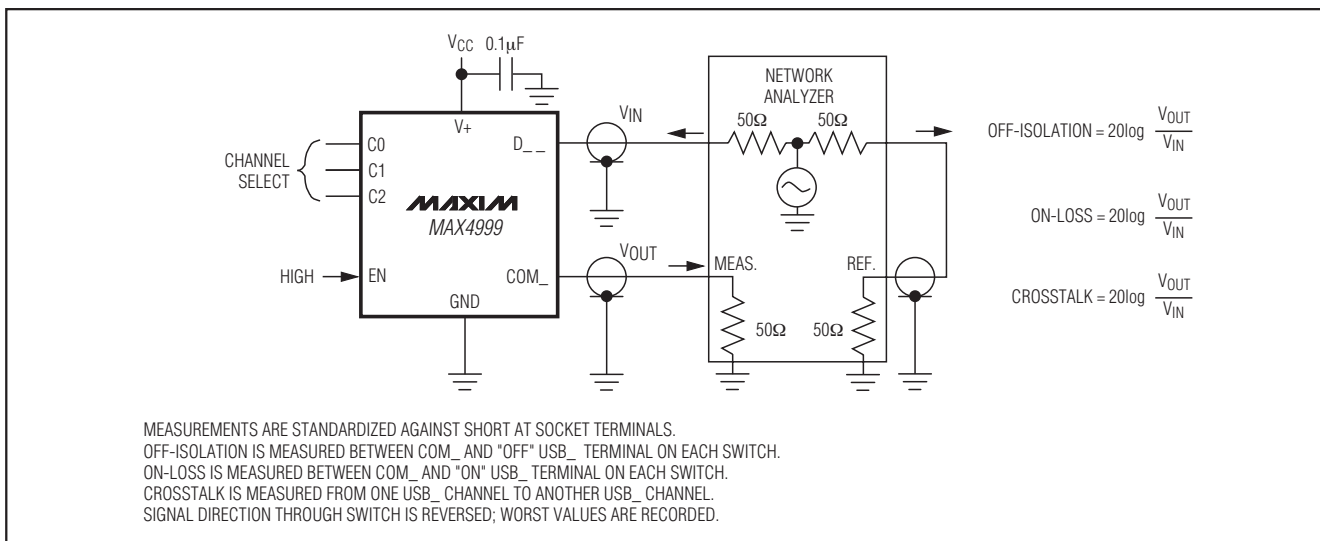 VCC 0.1µF
V+
C0
C1
C2
CHANNEL
SELECT
HIGH
EN
MAXIM
MAX4999
D_ _
COM_
GND
VIN
VOUT
NETWORK
ANALYZER
50Ω 50Ω
MEAS. REF.
50Ω 50Ω
OFF-ISOLATION = 20log VOUT
VIN
ON-LOSS = 20log VOUT
VIN
CROSSTALK = 20log VOUT
VIN
MEASUREMENTS ARE STANDARDIZED AGAINST SHORT AT SOCKET TERMINALS.
OFF-ISOLATION IS MEASURED BETWEEN COM_ AND "OFF" USB_ TERMINAL ON EACH SWITCH.
ON-LOSS IS MEASURED BETWEEN COM_ AND "ON" USB_ TERMINAL ON EACH SWITCH.
CROSSTALK IS MEASURED FROM ONE USB_ CHANNEL TO ANOTHER USB_ CHANNEL.
SIGNAL DIRECTION THROUGH SWITCH IS REVERSED; WORST VALUES ARE RECORDED.